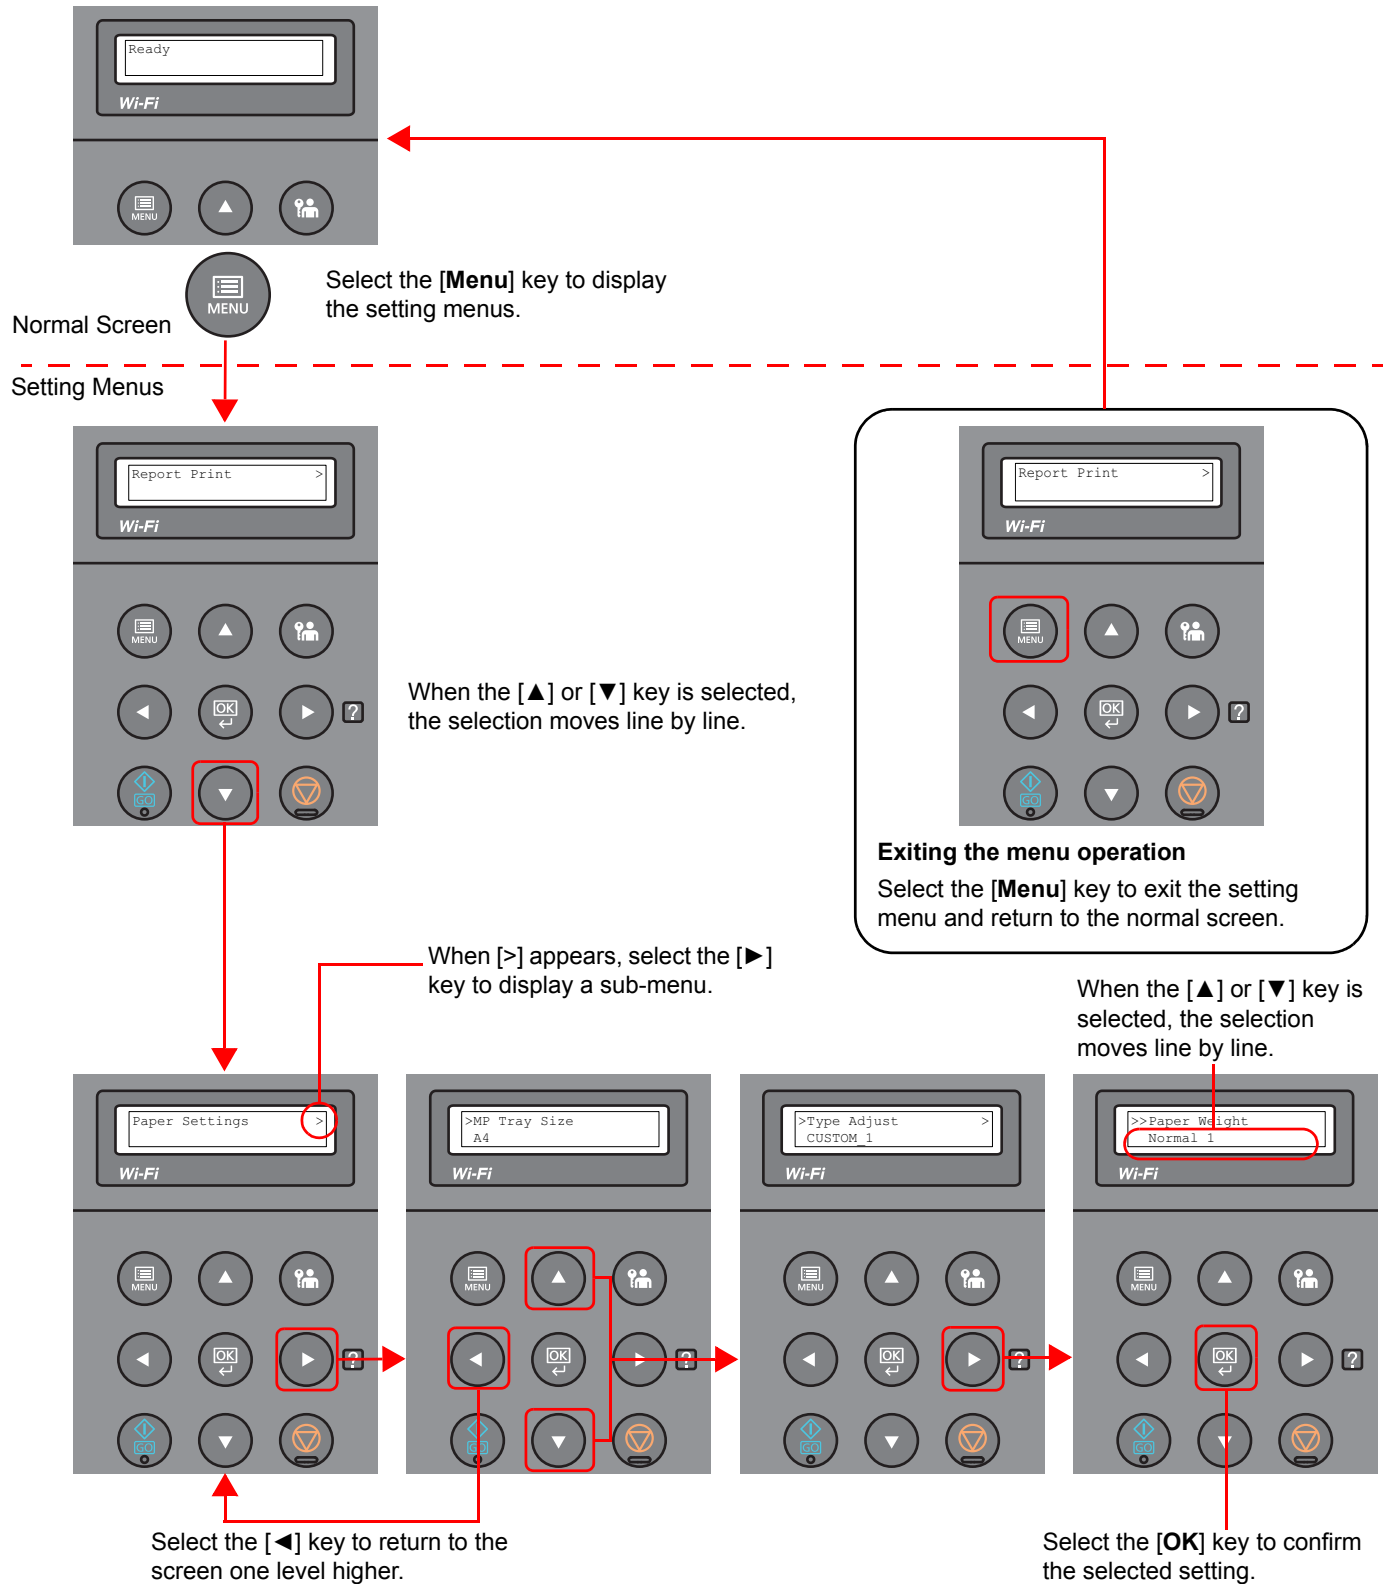 Ready
Wi-Fi
MENU
MENU
Select the [Menu] key to display
the setting menus.
Normal Screen
Setting Menus
Report Print >
Wi-Fi
MENU
OK
?
GO
When the [▲] or [▼] key is selected,
the selection moves line by line.
Report Print >
Wi-Fi
MENU
OK
?
GO
Exiting the menu operation
Select the [Menu] key to exit the setting
menu and return to the normal screen.
When [>] appears, select the [►]
key to display a sub-menu.
When the [▲] or [▼] key is
selected, the selection
moves line by line.
Paper Settings >
Wi-Fi
MENU
OK
?
GO
>MP Tray Size
A4
Wi-Fi
MENU
OK
?
GO
>Type Adjust >
CUSTOM_1
Wi-Fi
MENU
OK
?
GO
>>Paper Weight
Normal 1
Wi-Fi
MENU
OK
?
GO
Select the [◄] key to return to the
screen one level higher.
Select the [OK] key to confirm
the selected setting.